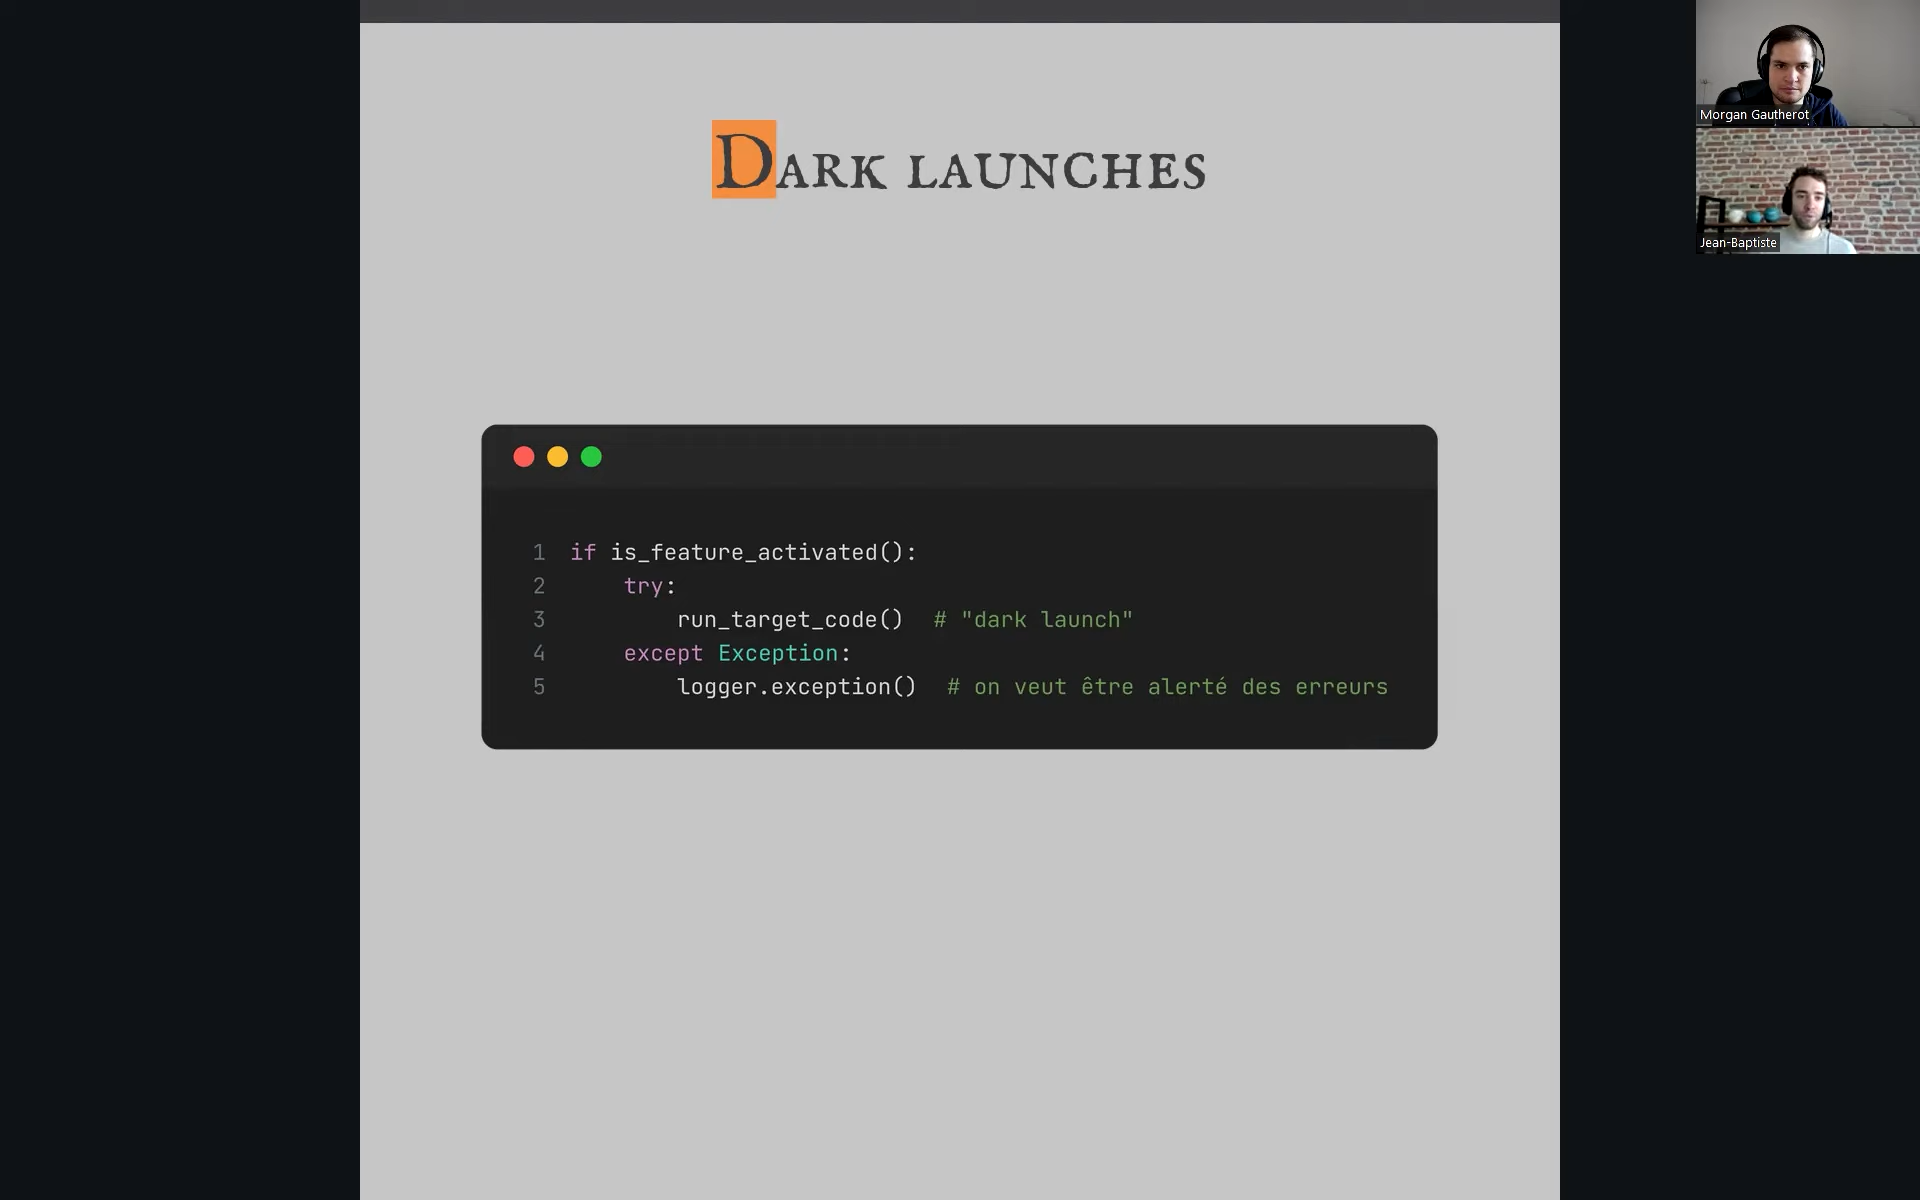 Dark launches
1 if is_feature_activated():
2 try:
3 run_target_code() # "dark launch"
4 except Exception:
5 logger.exception() # on veut être alerté des erreurs
Morgan Gautherot
Jean-Baptiste